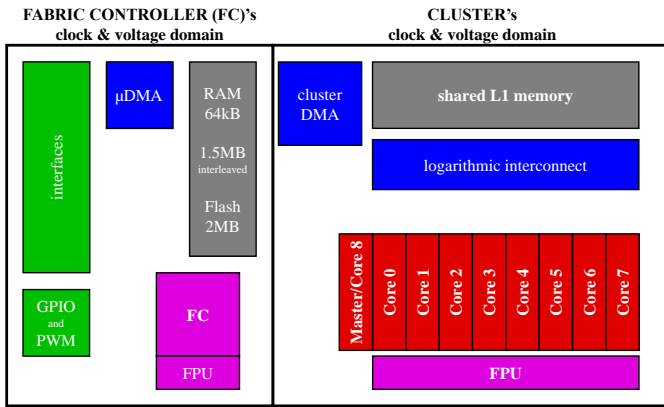 FABRIC CONTROLLER (FC)'s
clock & voltage domain
interfaces
µDMA
RAM
64kB
1.5MB
interleaved
Flash
2MB
GPIO
and
PWM
FC
FPU
CLUSTER's
clock & voltage domain
cluster
DMA
shared L1 memory
logarithmic interconnect
Master/Core 8
Core 0
Core 1
Core 2
Core 3
Core 4
Core 5
Core 6
Core 7
FPU